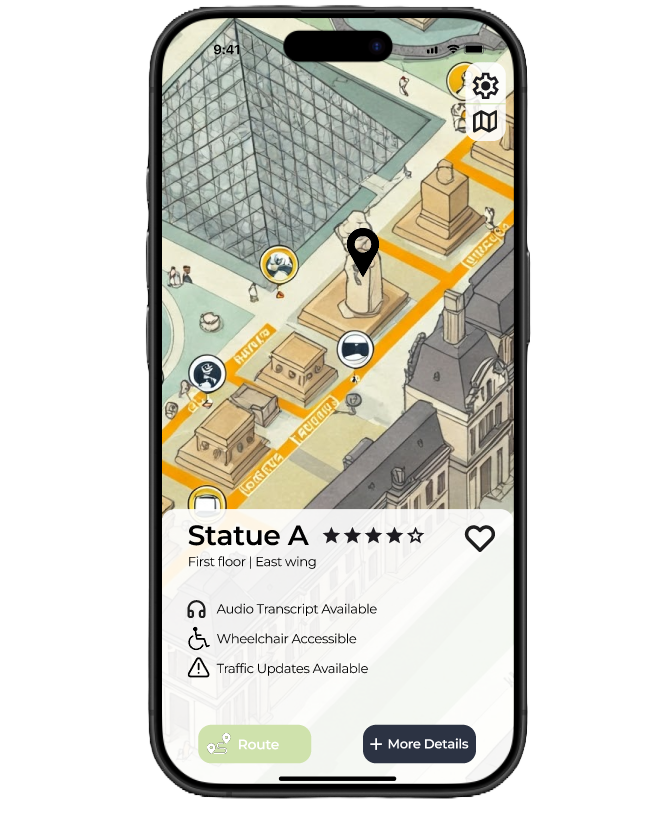 9:41
Statue A
First floor | East wing
Audio Transcript Available
Wheelchair Accessible
Traffic Updates Available
Route
+ More Details